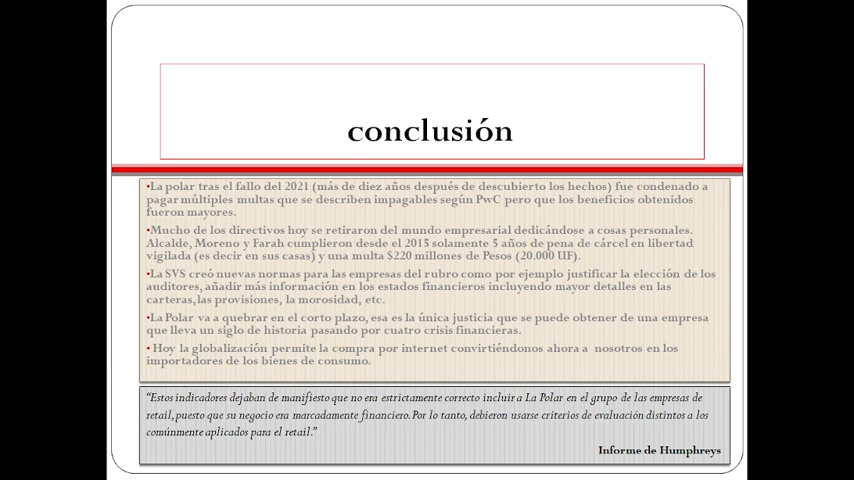 conclusión
•La polar tras el fallo del 2021 (más de diez años después de descubierto los hechos) fue condenado a
pagar múltiples multas que se describen impagables según PwC pero que los beneficios obtenidos
fueron mayores.
•Mucho de los directivos hoy se retiraron del mundo empresarial dedicándose a cosas personales.
Alcalde, Moreno y Farah cumplieron desde el 2015 solamente 5 años de pena de cárcel en libertad
vigilada (es decir en sus casas) y una multa $220 millones de Pesos (20.000 UF).
•La SVS creó nuevas normas para las empresas del rubro como por ejemplo justificar la elección de los
auditores, añadir más información en los estados financieros incluyendo mayor detalles en las
carteras, las provisiones, la morosidad, etc.
•La Polar va a quebrar en el corto plazo, esa es la única justicia que se puede obtener de una empresa
que lleva un siglo de historia pasando por cuatro crisis financieras.
• Hoy la globalización permite la compra por internet convirtiéndonos ahora a nosotros en los
importadores de los bienes de consumo.
“Estos indicadores dejaban de manifiesto que no era estrictamente correcto incluir a La Polar en el grupo de las empresas de
retail, puesto que su negocio era marcadamente financiero. Por lo tanto, debieron usarse criterios de evaluación distintos a los
comúnmente aplicados para el retail.”
Informe de Humphreys